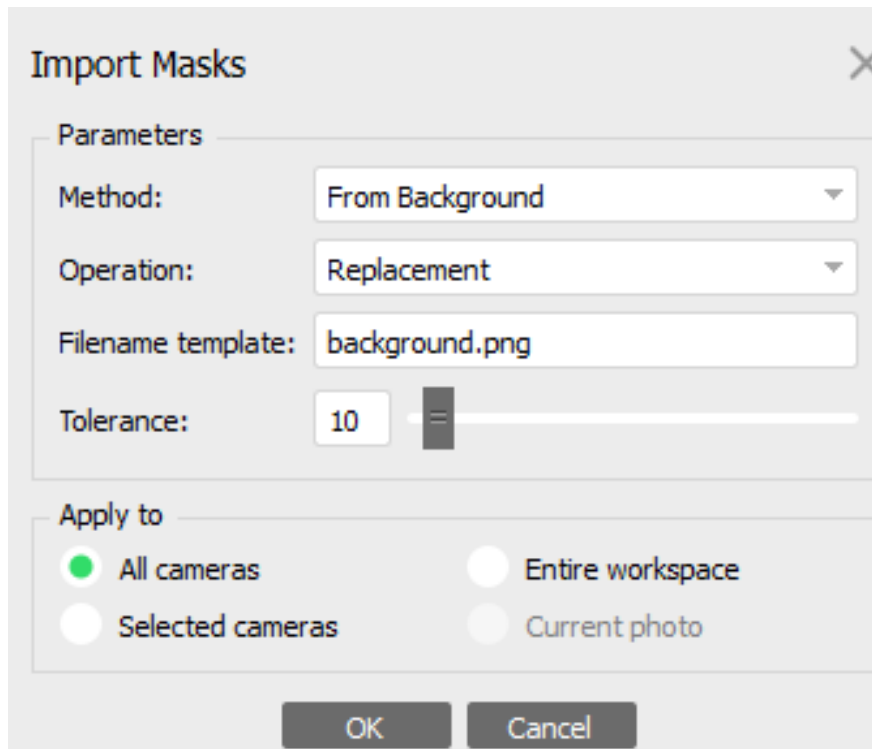 Import Masks
Parameters
Method: From Background
Operation: Replacement
Filename template: background.png
Tolerance: 10
Apply to
All cameras Entire workspace
Selected cameras Current photo
OK Cancel